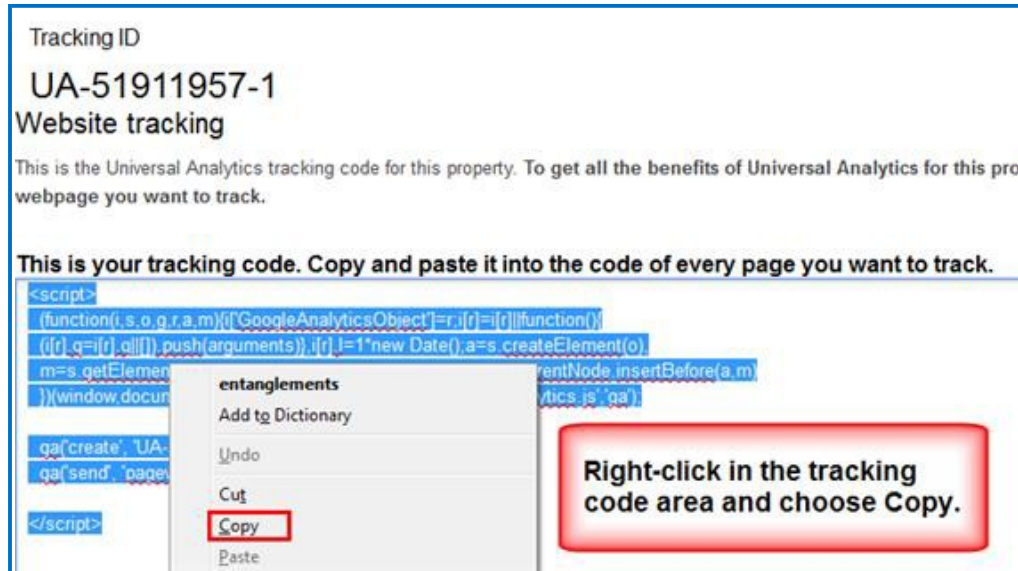 Tracking ID
UA-51911957-1
Website tracking
This is the Universal Analytics tracking code for this property. To get all the benefits of Universal Analytics for this pro
webpage you want to track.
This is your tracking code. Copy and paste it into the code of every page you want to track.
<script>
(function(i,s,o,g,r,a,m){i['GoogleAnalyticsObject']=r;i[r]=i[r]||function(){
(i[r].q=i[r].q||[]).push(arguments)},i[r].l=1*new Date();a=s.createElement(o),
m=s.getElemen rentNode.insertBefore(a,m)
})(window,docun ytics.js','ga');
ga('create', 'UA-
ga('send', 'pagev
</script>
entanglements
Add to Dictionary
Undo
Cut
Copy
Paste
Right-click in the tracking
code area and choose Copy.